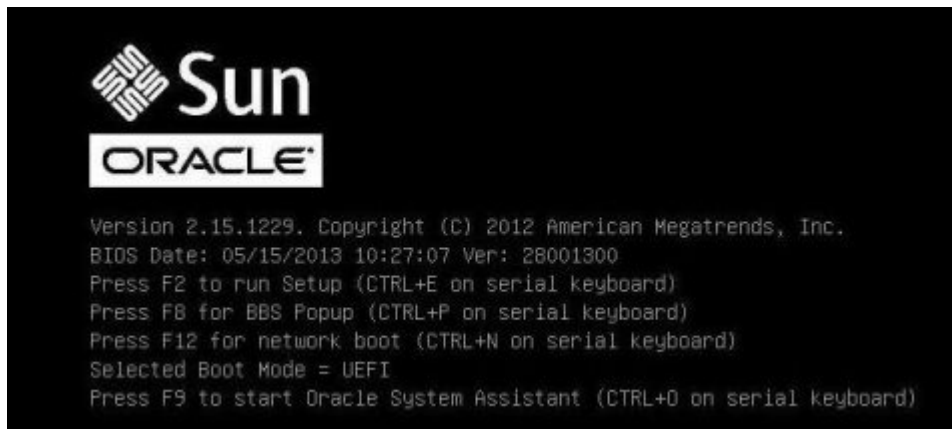 Sun
ORACLE
Version 2.15.1229. Copyright (C) 2012 American Megatrends, Inc.
BIOS Date: 05/15/2013 10:27:07 Ver: 28001300
Press F2 to run Setup (CTRL+E on serial keyboard)
Press F8 for BBS Popup (CTRL+P on serial keyboard)
Press F12 for network boot (CTRL+N on serial keyboard)
Selected Boot Mode = UEFI
Press F9 to start Oracle System Assistant (CTRL+O on serial keyboard)